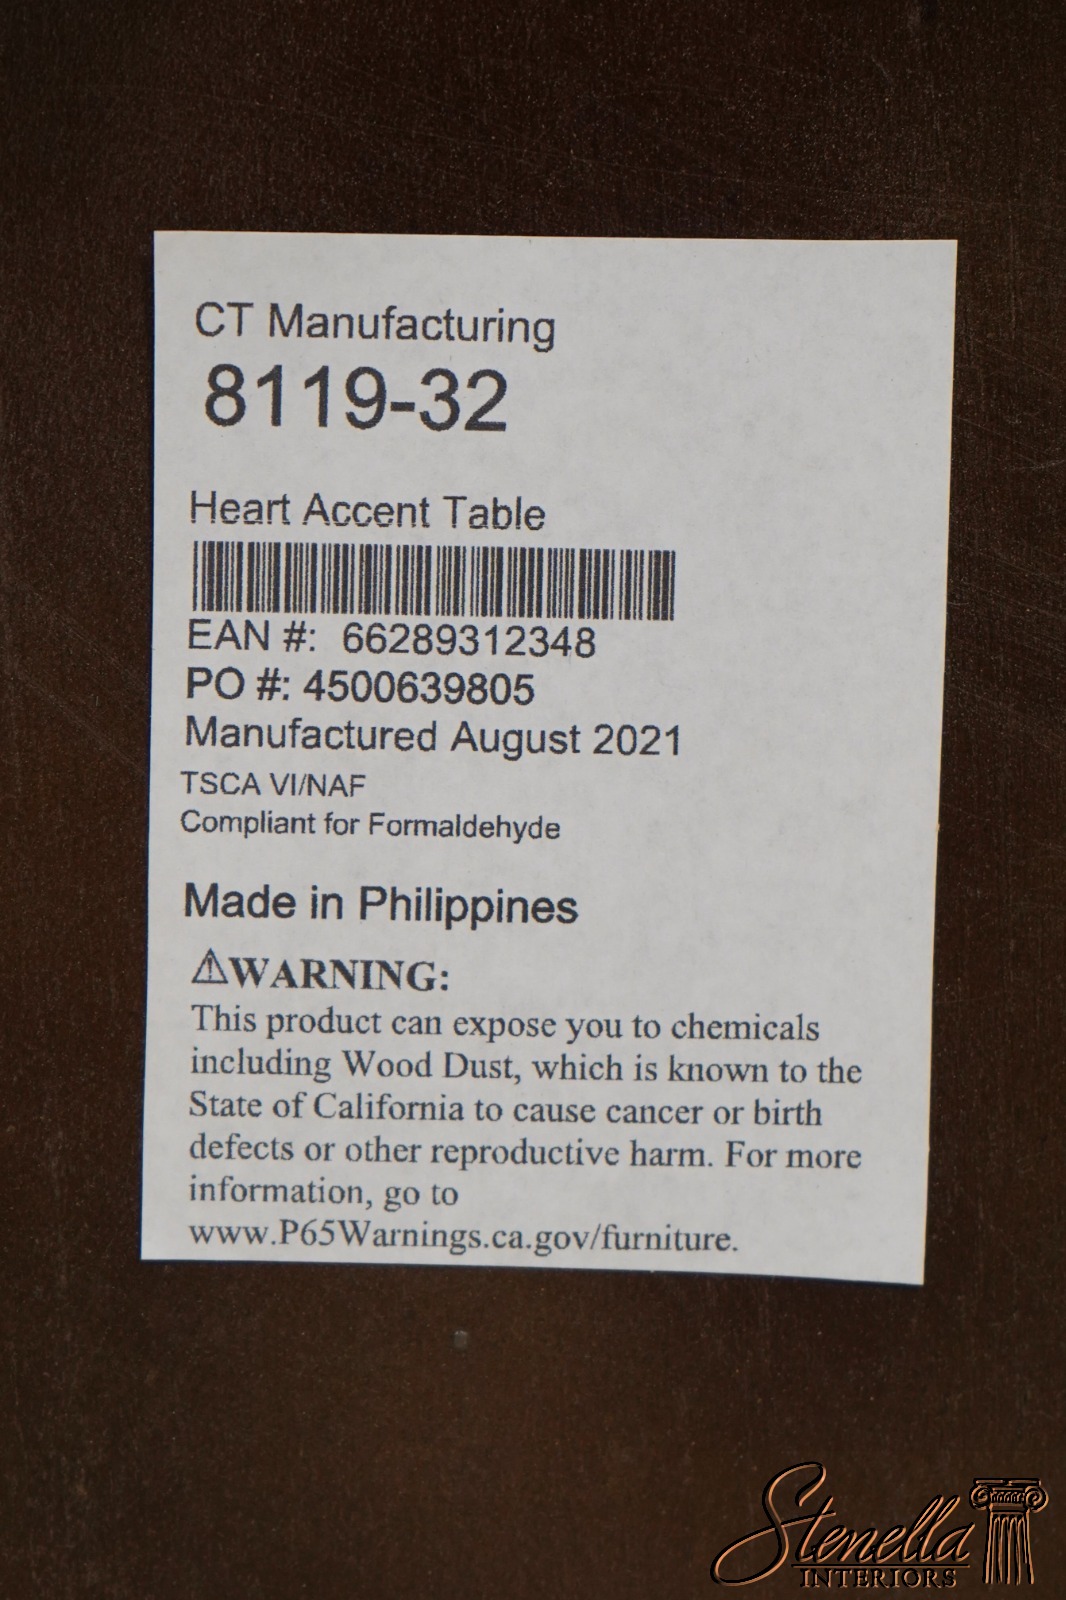 CT Manufacturing
8119-32
Heart Accent Table
EAN #: 66289312348
PO #: 4500639805
Manufactured August 2021
TSCA VI/NAF
Compliant for Formaldehyde
Made in Philippines
⚠WARNING:
This product can expose you to chemicals
including Wood Dust, which is known to the
State of California to cause cancer or birth
defects or other reproductive harm. For more
information, go to
www.P65Warnings.ca.gov/furniture.
Stenella
INTERIORS